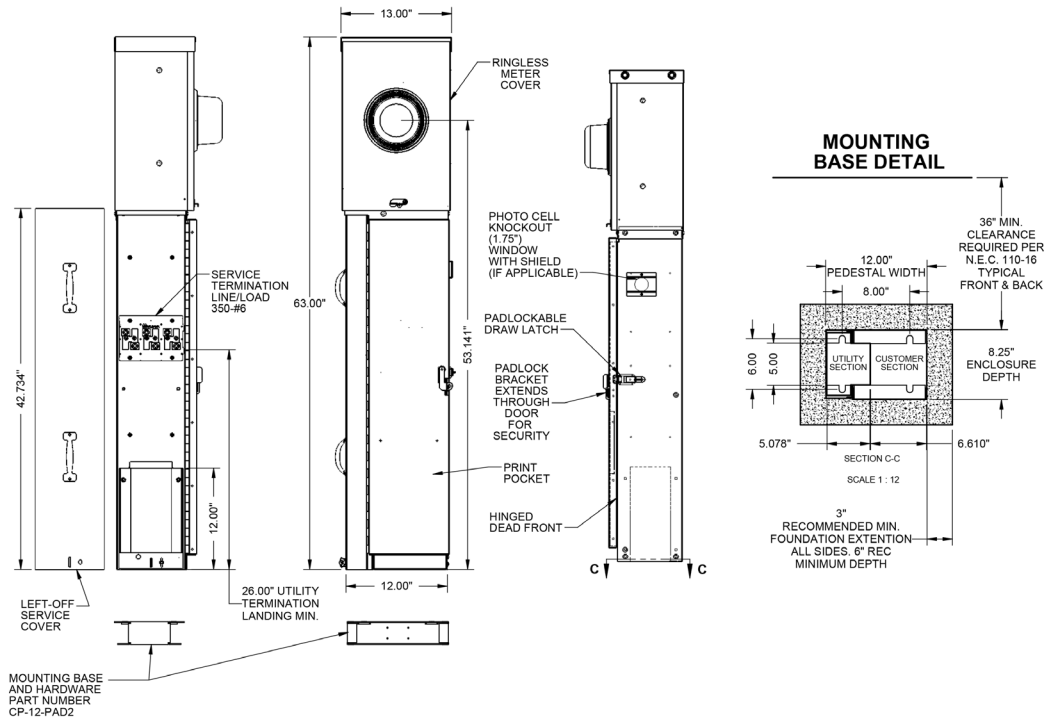 13.00"
RINGLESS
METER
COVER
MOUNTING
BASE DETAIL
36" MIN.
CLEARANCE
REQUIRED PER
N.E.C. 110-16
TYPICAL
FRONT & BACK
PHOTO CELL
KNOCKOUT
(1.75")
WINDOW
WITH SHIELD
(IF APPLICABLE)
12.00"
PEDESTAL WIDTH
8.00"
SERVICE
TERMINATION
LINE/LOAD
350-#6
63.00"
53.141"
42.734"
PADLOCKABLE
DRAW LATCH
PADLOCK
BRACKET
EXTENDS
THROUGH
DOOR
FOR
SECURITY
6.00
5.00
UTILITY
SECTION
CUSTOMER
SECTION
8.25"
ENCLOSURE
DEPTH
5.078"
6.610"
SECTION C-C
SCALE 1 : 12
PRINT
POCKET
HINGED
DEAD FRONT
12.00"
3"
RECOMMENDED MIN.
FOUNDATION EXTENTION
ALL SIDES. 6" REC
MINIMUM DEPTH
C
C
12.00"
26.00" UTILITY
TERMINATION
LANDING MIN.
LEFT-OFF
SERVICE
COVER
MOUNTING BASE
AND HARDWARE
PART NUMBER
CP-12-PAD2